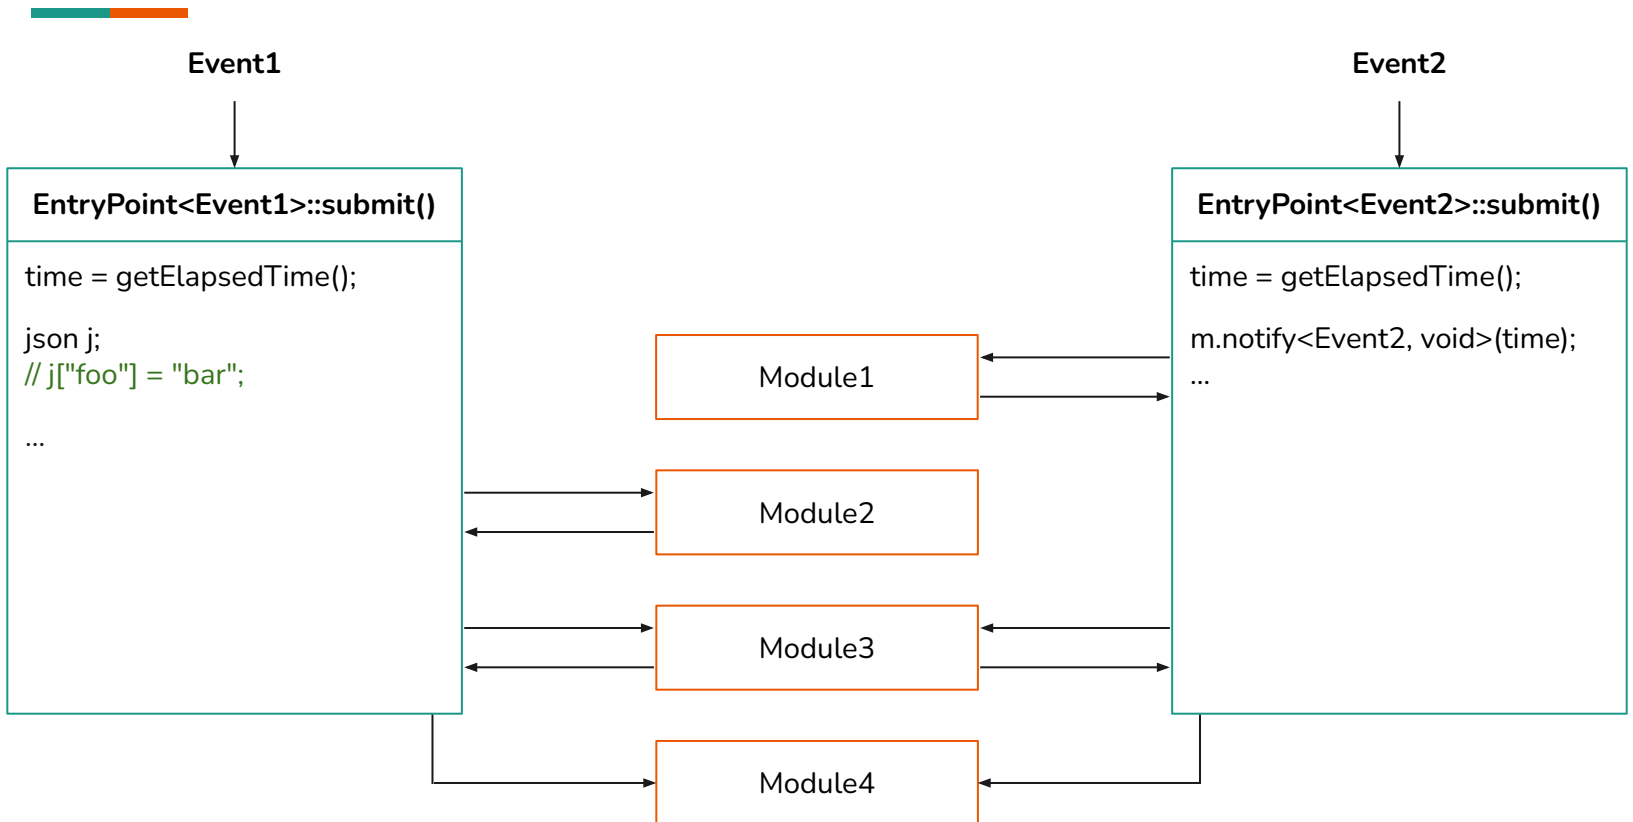 Event1
EntryPoint<Event1>::submit()
time = getElapsedTime();
json j;
// j["foo"] = "bar";
...
Module1
Module2
Module3
Module4
Event2
EntryPoint<Event2>::submit()
time = getElapsedTime();
m.notify<Event2, void>(time);
...